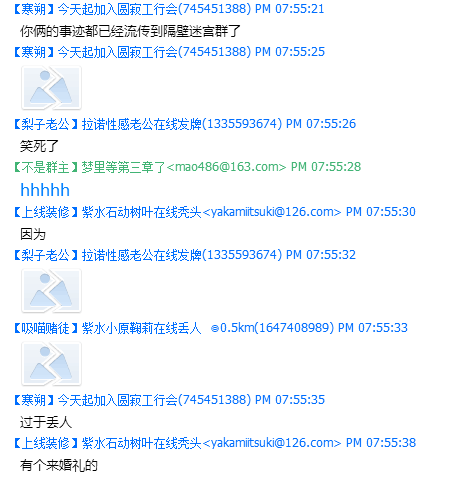 【寒朔】今天起加入圆寂工行会(745451388) PM 07:55:21
你俩的事迹都已经流传到隔壁迷宫群了
【寒朔】今天起加入圆寂工行会(745451388) PM 07:55:25
【梨子老公】拉诺性感老公在线发牌(1335593674) PM 07:55:26
笑死了
【不是群主】梦里等第三章了<mao486@163.com> PM 07:55:28
hhhhh
【上线装修】紫水石动树叶在线秃头<yakamiitsuki@126.com> PM 07:55:30
因为
【梨子老公】拉诺性感老公在线发牌(1335593674) PM 07:55:32
【吸喵赌徒】紫水小原鞠莉在线丢人 ⊙0.5km(1647408989) PM 07:55:33
【寒朔】今天起加入圆寂工行会(745451388) PM 07:55:35
过于丢人
【上线装修】紫水石动树叶在线秃头<yakamiitsuki@126.com> PM 07:55:38
有个来婚礼的